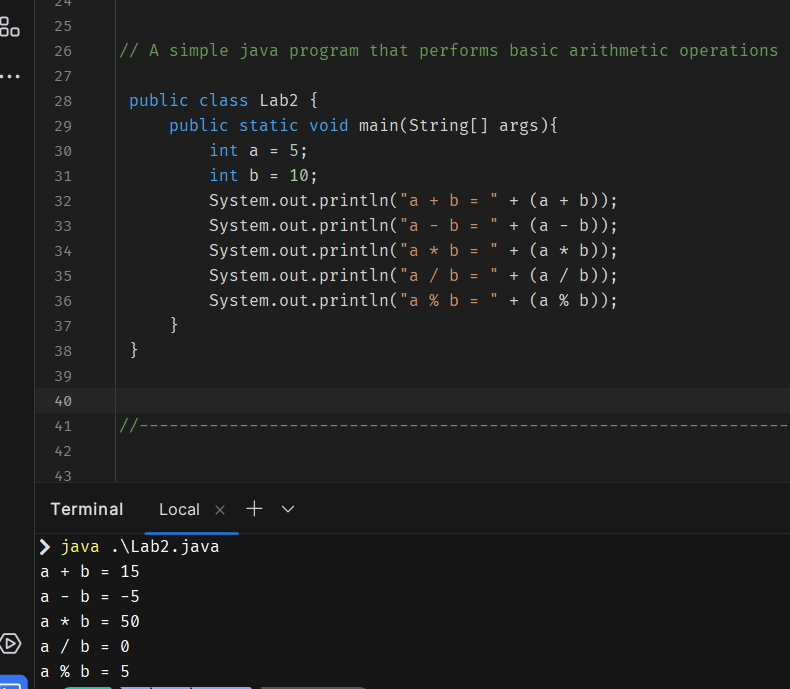 24
25
26 // A simple java program that performs basic arithmetic operations
27
28 public class Lab2 {
29 public static void main(String[] args){
30 int a = 5;
31 int b = 10;
32 System.out.println("a + b = " + (a + b));
33 System.out.println("a - b = " + (a - b));
34 System.out.println("a * b = " + (a * b));
35 System.out.println("a / b = " + (a / b));
36 System.out.println("a % b = " + (a % b));
37 }
38 }
39
40
41 //-----------------------------------------------------------------
42
43
Terminal Local × + ⌄
❯ java .\Lab2.java
a + b = 15
a - b = -5
a * b = 50
a / b = 0
a % b = 5